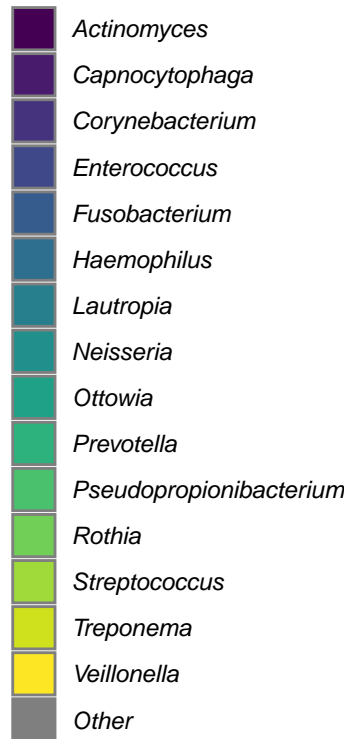 Actinomyces
Capnocytophaga
Corynebacterium
Enterococcus
Fusobacterium
Haemophilus
Lautropia
Neisseria
Ottowia
Prevotella
Pseudopropionibacterium
Rothia
Streptococcus
Treponema
Veillonella
Other